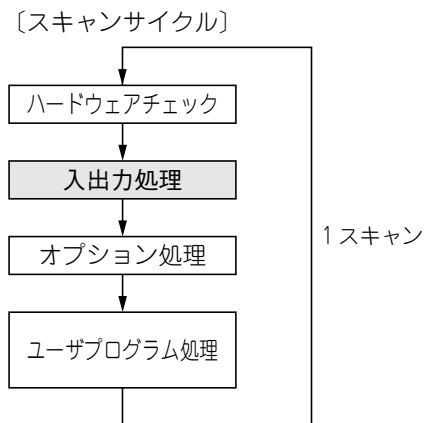 〔スキャンサイクル〕
ハードウェアチェック
入出力処理
オプション処理
1スキャン
ユーザプログラム処理